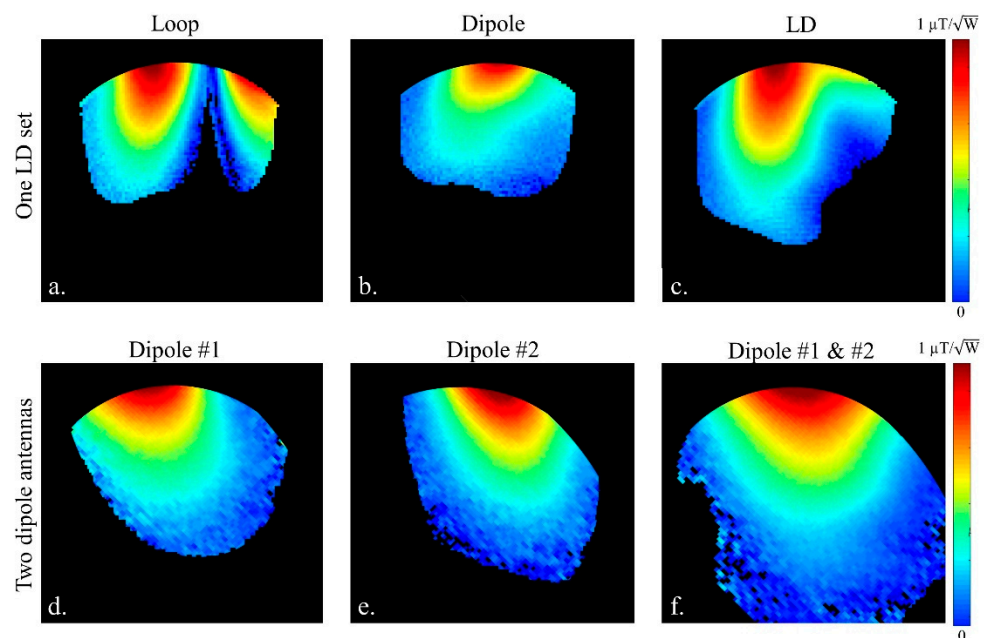 Loop
Dipole
LD
1 μT/√W
One LD set
a.
b.
c.
0
Dipole #1
Dipole #2
Dipole #1 & #2
1 μT/√W
Two dipole antennas
d.
e.
f.
0